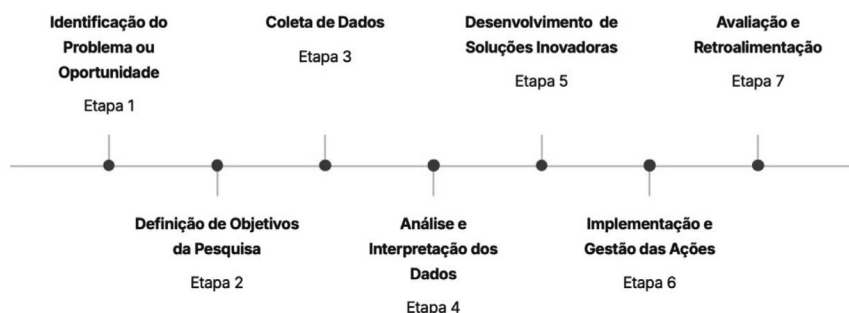 Identificação do
Problema ou
Oportunidade
Etapa 1
Definição de Objetivos
da Pesquisa
Etapa 2
Coleta de Dados
Etapa 3
Análise e
Interpretação dos
Dados
Etapa 4
Desenvolvimento de
Soluções Inovadoras
Etapa 5
Implementação e
Gestão das Ações
Etapa 6
Avaliação e
Retroalimentação
Etapa 7